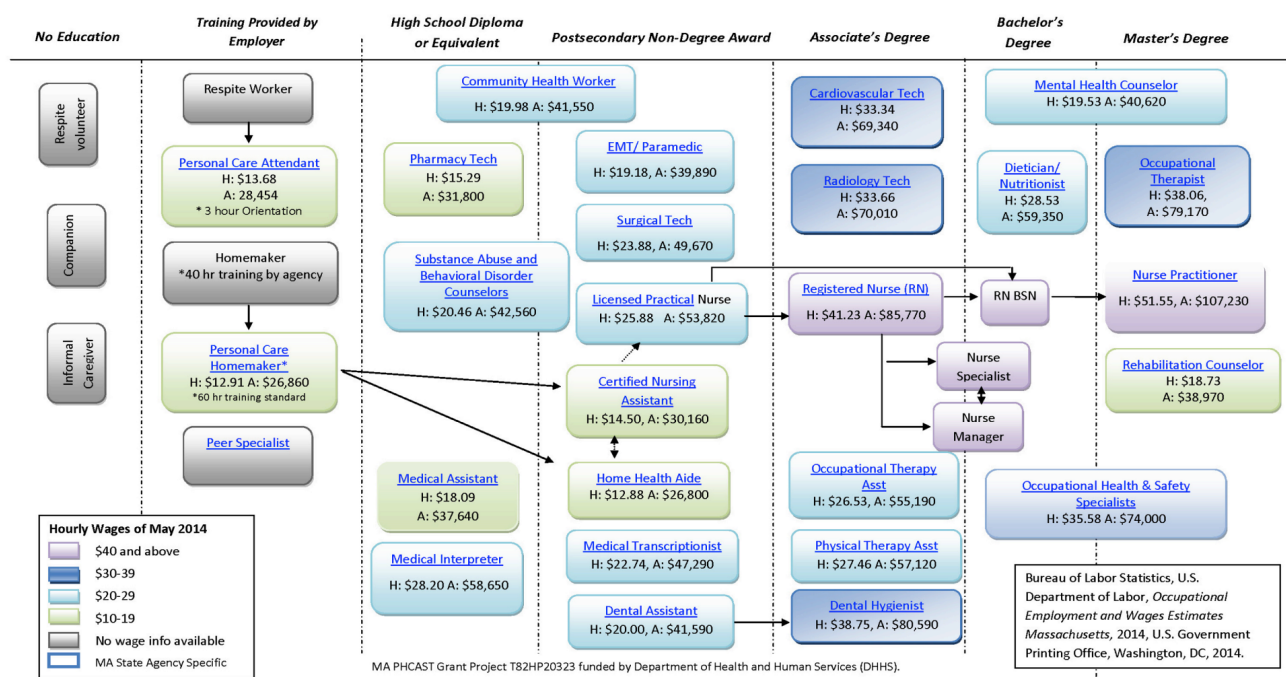 No Education
Training Provided by
Employer
High School Diploma
or Equivalent
Postsecondary Non-Degree Award
Associate's Degree
Bachelor's
Degree
Master's Degree
Respite
volunteer
Companion
Informal
Caregiver
Respite Worker
Personal Care Attendant
H: $13.68
A: 28,454
* 3 hour Orientation
Homemaker
*40 hr training by agency
Personal Care
Homemaker*
H: $12.91 A: $26,860
*60 hr training standard
Peer Specialist
Community Health Worker
H: $19.98 A: $41,550
Pharmacy Tech
H: $15.29
A: $31,800
Substance Abuse and
Behavioral Disorder
Counselors
H: $20.46 A: $42,560
Medical Assistant
H: $18.09
A: $37,640
Medical Interpreter
H: $28.20 A: $58,650
EMT/ Paramedic
H: $19.18, A: $39,890
Surgical Tech
H: $23.88, A: 49,670
Licensed Practical Nurse
H: $25.88 A: $53,820
Certified Nursing
Assistant
H: $14.50, A: $30,160
Home Health Aide
H: $12.88 A: $26,800
Medical Transcriptionist
H: $22.74, A: $47,290
Dental Assistant
H: $20.00, A: $41,590
Cardiovascular Tech
H: $33.34
A: $69,340
Radiology Tech
H: $33.66
A: $70,010
Registered Nurse (RN)
H: $41.23 A: $85,770
Occupational Therapy
Asst
H: $26.53, A: $55,190
Physical Therapy Asst
H: $27.46 A: $57,120
Dental Hygienist
H: $38.75, A: $80,590
Mental Health Counselor
H: $19.53 A: $40,620
Dietician/
Nutritionist
H: $28.53
A: $59,350
RN BSN
Nurse
Specialist
Nurse
Manager
Occupational Health & Safety
Specialists
H: $35.58 A: $74,000
Occupational
Therapist
H: $38.06,
A: $79,170
Nurse Practitioner
H: $51.55, A: $107,230
Rehabilitation Counselor
H: $18.73
A: $38,970
Hourly Wages of May 2014
$40 and above
$30-39
$20-29
$10-19
No wage info available
MA State Agency Specific
MA PHCAST Grant Project T82HP20323 funded by Department of Health and Human Services (DHHS).
Bureau of Labor Statistics, U.S.
Department of Labor, Occupational
Employment and Wages Estimates
Massachusetts, 2014, U.S. Government
Printing Office, Washington, DC, 2014.